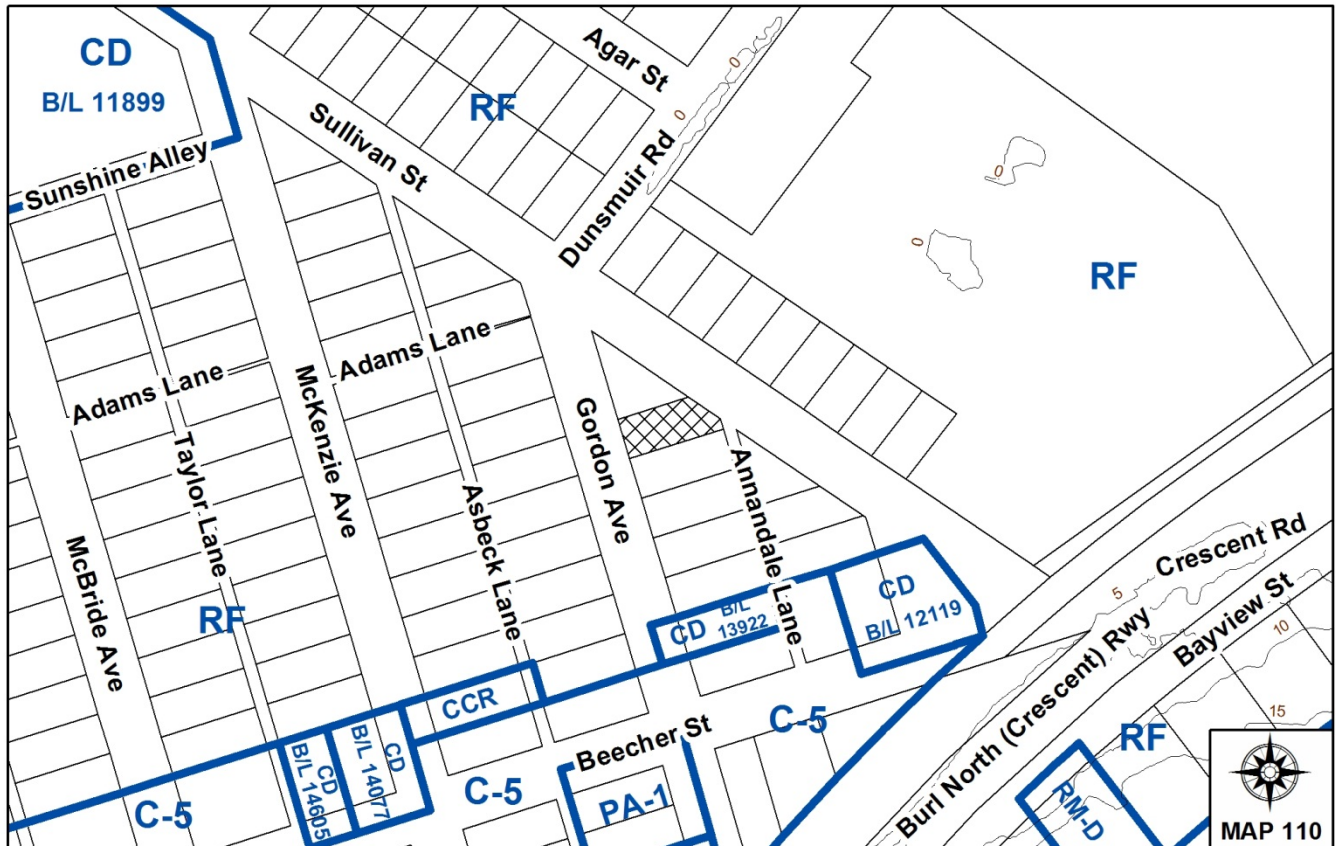 CD
B/L 11899
Sunshine Alley
Sullivan St
RF
Agar St
0
0
Dunsmuir Rd
0
0
RF
Adams Lane
Adams Lane
McKenzie Ave
Taylor Lane
McBride Ave
RF
Asbeck Lane
Gordon Ave
Annandale Lane
CD
B/L 12119
CD
B/L
13922
CCR
CD
B/L 14077
CD
B/L 14605
C-5
C-5
Beecher St
PA-1
C-5
5
Crescent Rd
Burl North (Crescent) Rwy
Bayview St
10
15
RF
RM-D
MAP 110